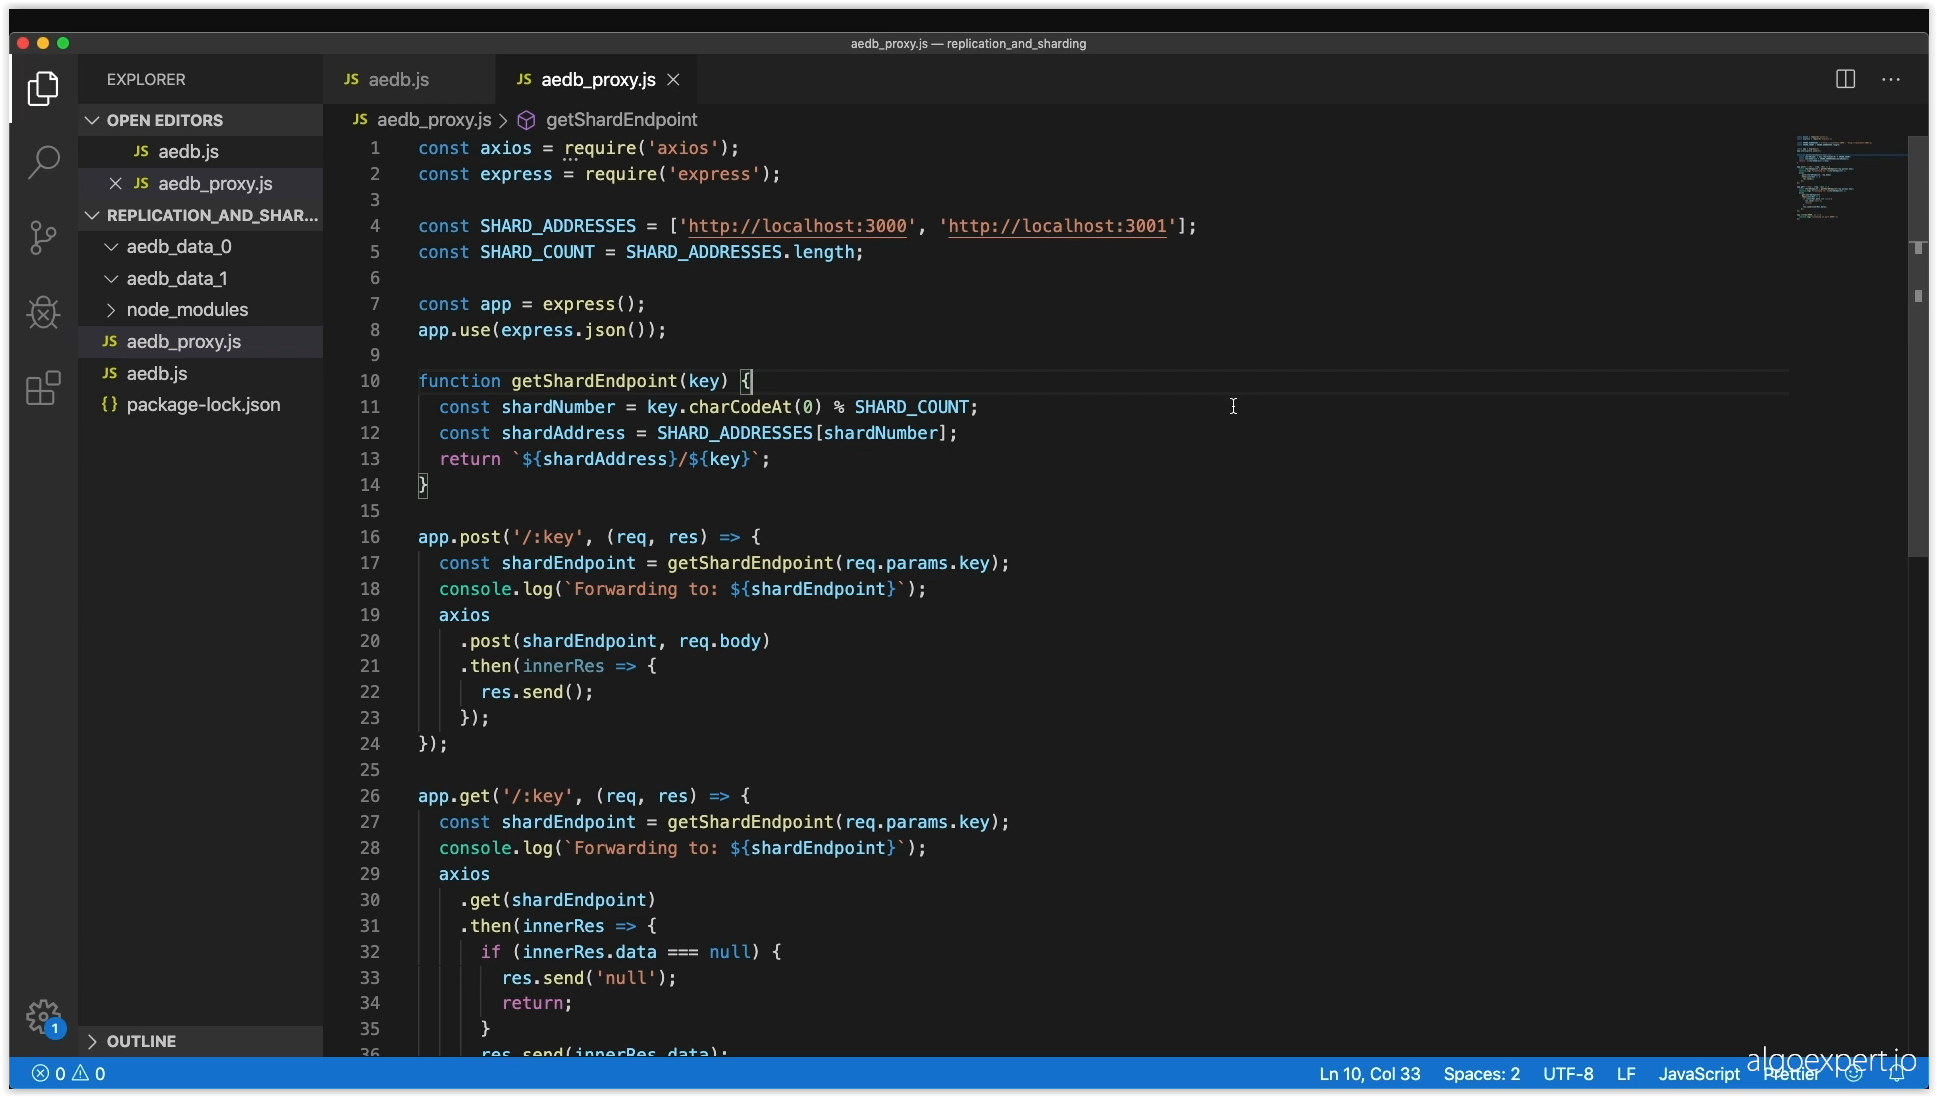 aedb_proxy.js — replication_and_sharding
EXPLORER
JS aedb.js
JS aedb_proxy.js
OPEN EDITORS
JS aedb.js
JS aedb_proxy.js
REPLICATION_AND_SHAR...
aedb_data_0
aedb_data_1
node_modules
JS aedb_proxy.js
JS aedb.js
{} package-lock.json
OUTLINE
JS aedb_proxy.js > getShardEndpoint
1 const axios = require('axios');
2 const express = require('express');
3
4 const SHARD_ADDRESSES = ['http://localhost:3000', 'http://localhost:3001'];
5 const SHARD_COUNT = SHARD_ADDRESSES.length;
6
7 const app = express();
8 app.use(express.json());
9
10 function getShardEndpoint(key) {
11   const shardNumber = key.charCodeAt(0) % SHARD_COUNT;
12   const shardAddress = SHARD_ADDRESSES[shardNumber];
13   return `${shardAddress}/${key}`;
14 }
15
16 app.post('/:key', (req, res) => {
17   const shardEndpoint = getShardEndpoint(req.params.key);
18   console.log(`Forwarding to: ${shardEndpoint}`);
19   axios
20     .post(shardEndpoint, req.body)
21     .then(innerRes => {
22       res.send();
23     });
24 });
25
26 app.get('/:key', (req, res) => {
27   const shardEndpoint = getShardEndpoint(req.params.key);
28   console.log(`Forwarding to: ${shardEndpoint}`);
29   axios
30     .get(shardEndpoint)
31     .then(innerRes => {
32       if (innerRes.data === null) {
33         res.send('null');
34         return;
35       }
36       res.send(innerRes.data);
1
0 0
Ln 10, Col 33
Spaces: 2
UTF-8
LF
JavaScript
Prettier
algoexpert.io